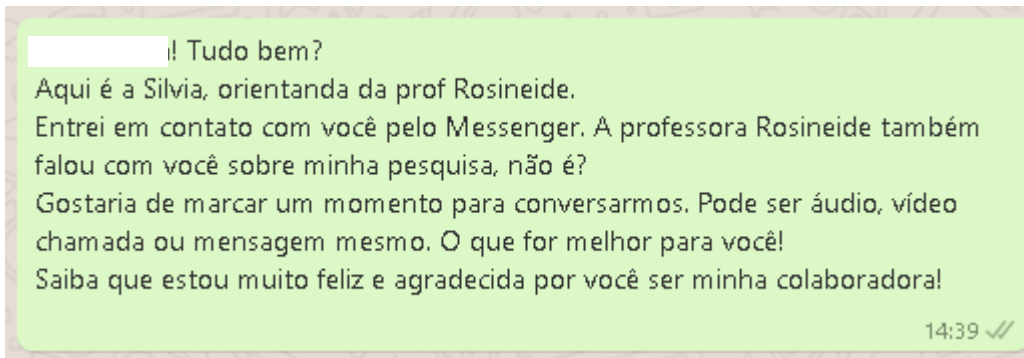 ! Tudo bem?
Aqui é a Silvia, orientanda da prof Rosineide.
Entrei em contato com você pelo Messenger. A professora Rosineide também
falou com você sobre minha pesquisa, não é?
Gostaria de marcar um momento para conversarmos. Pode ser áudio, vídeo
chamada ou mensagem mesmo. O que for melhor para você!
Saiba que estou muito feliz e agradecida por você ser minha colaboradora!
14:39